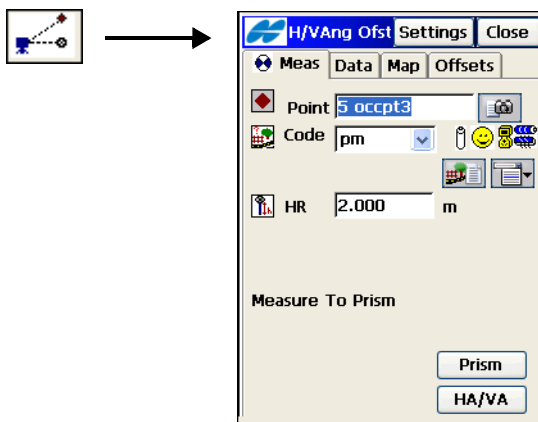 H/VAng Ofst Settings Close
Meas Data Map Offsets
Point 5 occpt3
Code pm
HR 2.000 m
Measure To Prism
Prism
HA/VA